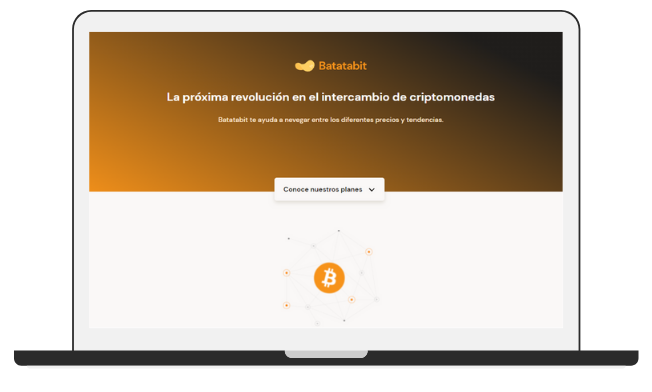 Batatabit
La próxima revolución en el intercambio de criptomonedas
Batatabit te ayuda a nevegar entre los diferentes precios y tendencias.
Conoce nuestros planes